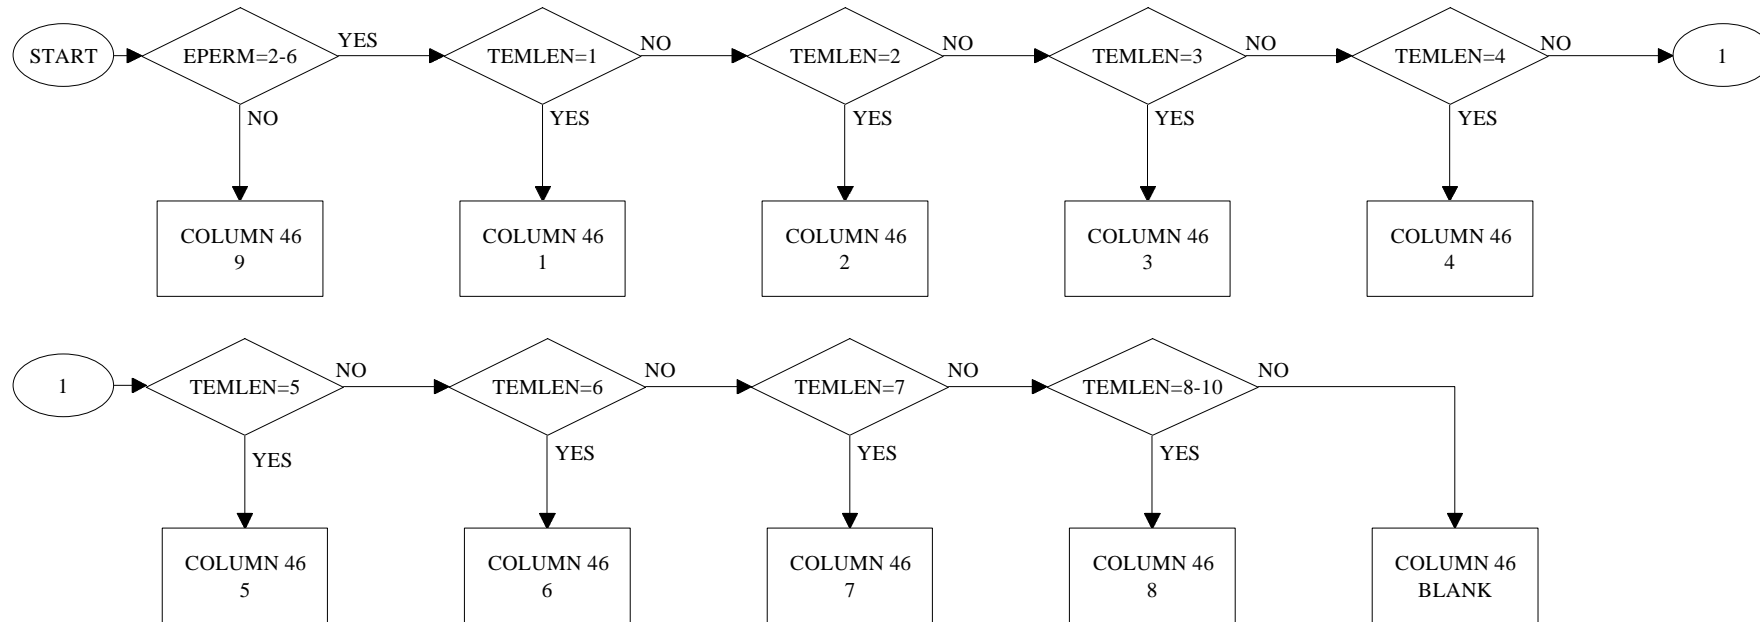 START
EPERM=2-6
YES
TEMLEN=1
NO
TEMLEN=2
NO
TEMLEN=3
NO
TEMLEN=4
NO
1
NO
YES
YES
YES
YES
COLUMN 46
9
COLUMN 46
1
COLUMN 46
2
COLUMN 46
3
COLUMN 46
4
1
TEMLEN=5
NO
TEMLEN=6
NO
TEMLEN=7
NO
TEMLEN=8-10
NO
YES
YES
YES
YES
COLUMN 46
5
COLUMN 46
6
COLUMN 46
7
COLUMN 46
8
COLUMN 46
BLANK